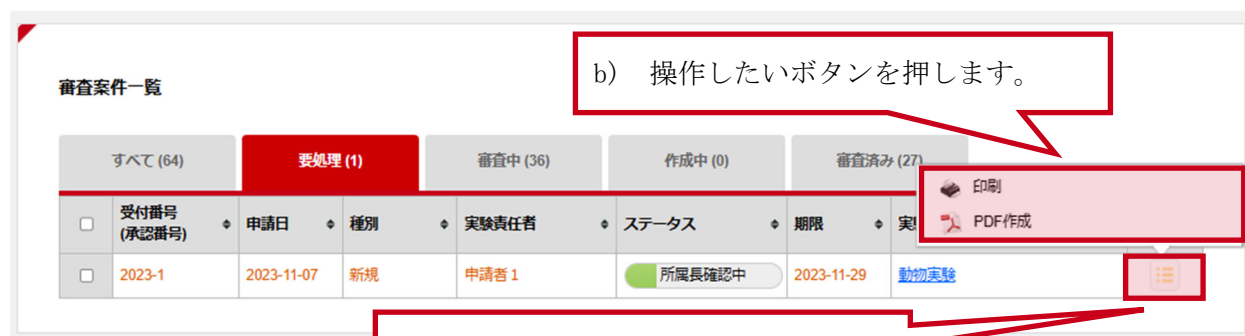 b) 操作したいボタンを押します。
審査案件一覧
すべて (64)
要処理 (1)
審査中 (36)
作成中 (0)
審査済み (27)
印刷
PDF作成
受付番号
(承認番号)
申請日
種別
実験責任者
ステータス
期限
実
2023-1
2023-11-07
新規
申請者 1
所属長確認中
2023-11-29
動物実験